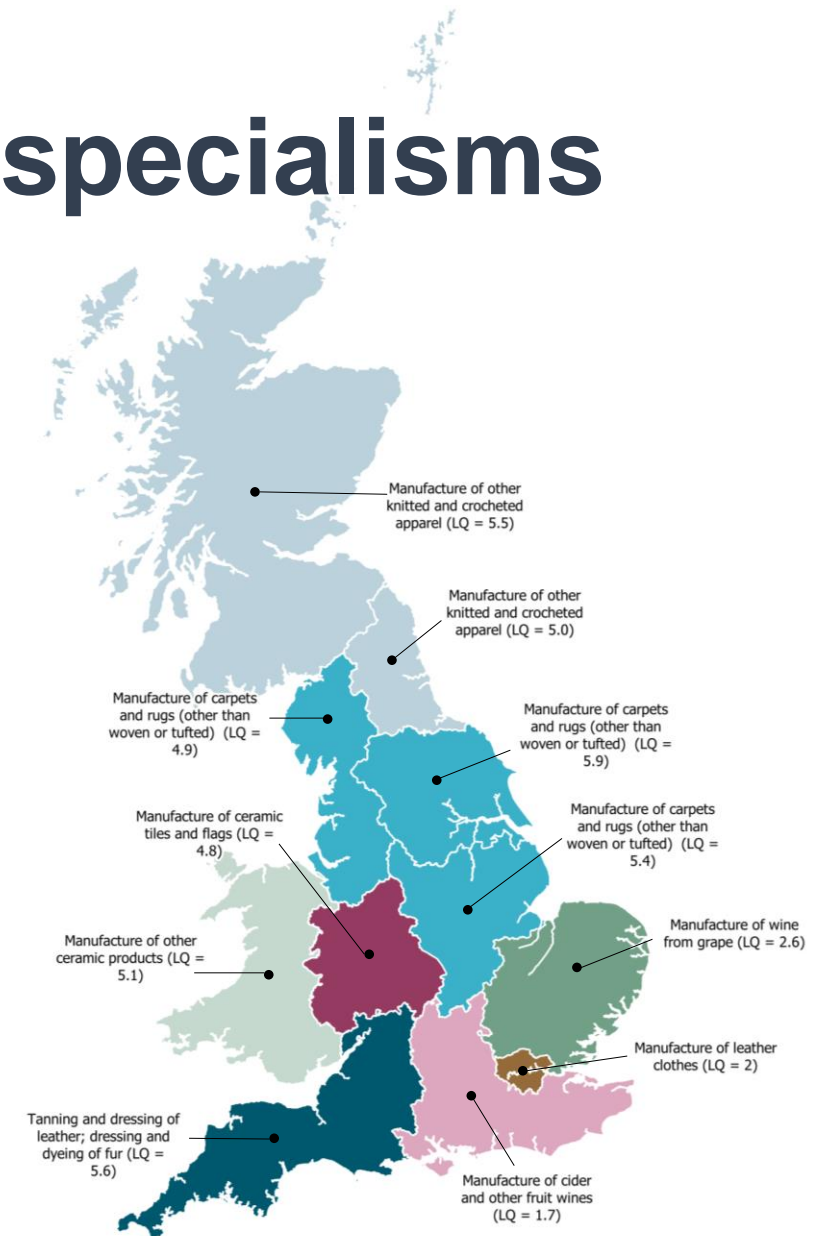 specialisms
Manufacture of other
knitted and crocheted
apparel (LQ = 5.5)
Manufacture of other
knitted and crocheted
apparel (LQ = 5.0)
Manufacture of carpets
and rugs (other than
woven or tufted) (LQ =
4.9)
Manufacture of carpets
and rugs (other than
woven or tufted) (LQ =
5.9)
Manufacture of ceramic
tiles and flags (LQ =
4.8)
Manufacture of carpets
and rugs (other than
woven or tufted) (LQ =
5.4)
Manufacture of other
ceramic products (LQ =
5.1)
Manufacture of wine
from grape (LQ = 2.6)
Manufacture of leather
clothes (LQ = 2)
Tanning and dressing of
leather; dressing and
dyeing of fur (LQ =
5.6)
Manufacture of cider
and other fruit wines
(LQ = 1.7)